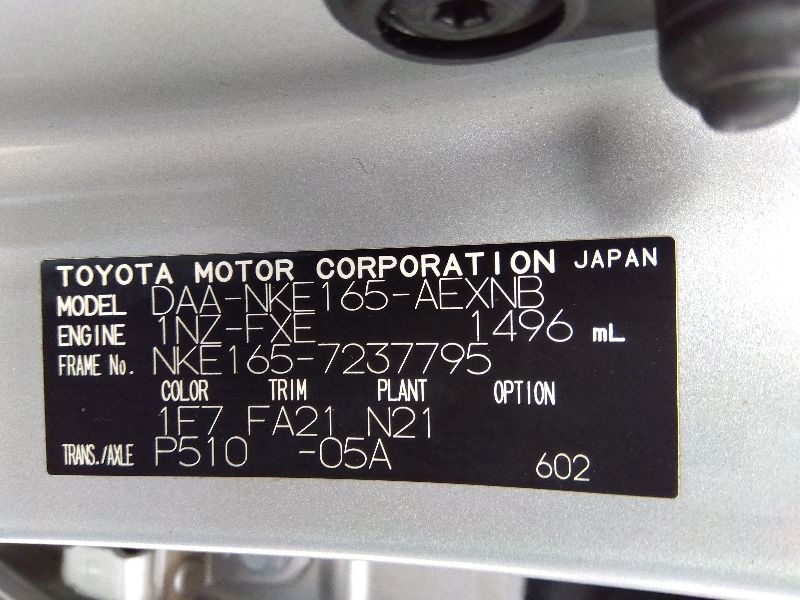 TOYOTA MOTOR CORPORATION JAPAN
MODEL DAA-NKE165-AEXNB
ENGINE 1NZ-FXE 1496 mL
FRAME No. NKE165-7237795
COLOR TRIM PLANT OPTION
1F7 FA21 N21
TRANS./AXLE P510 -05A 602